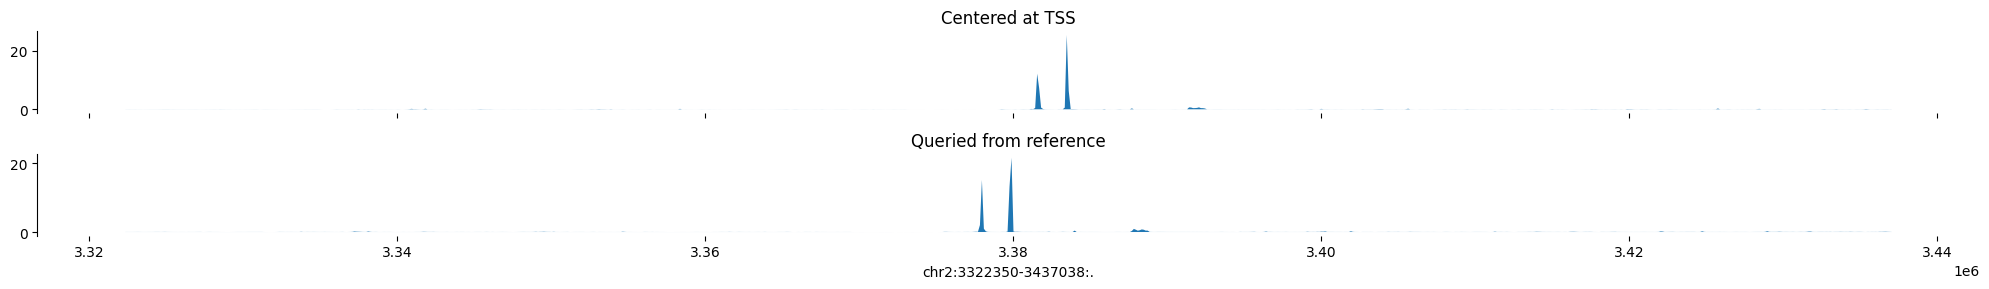 Centered at TSS
20
0
Queried from reference
20
0
3.32 3.34 3.36 3.38 3.40 3.42 3.44
chr2:3322350-3437038:.
1e6